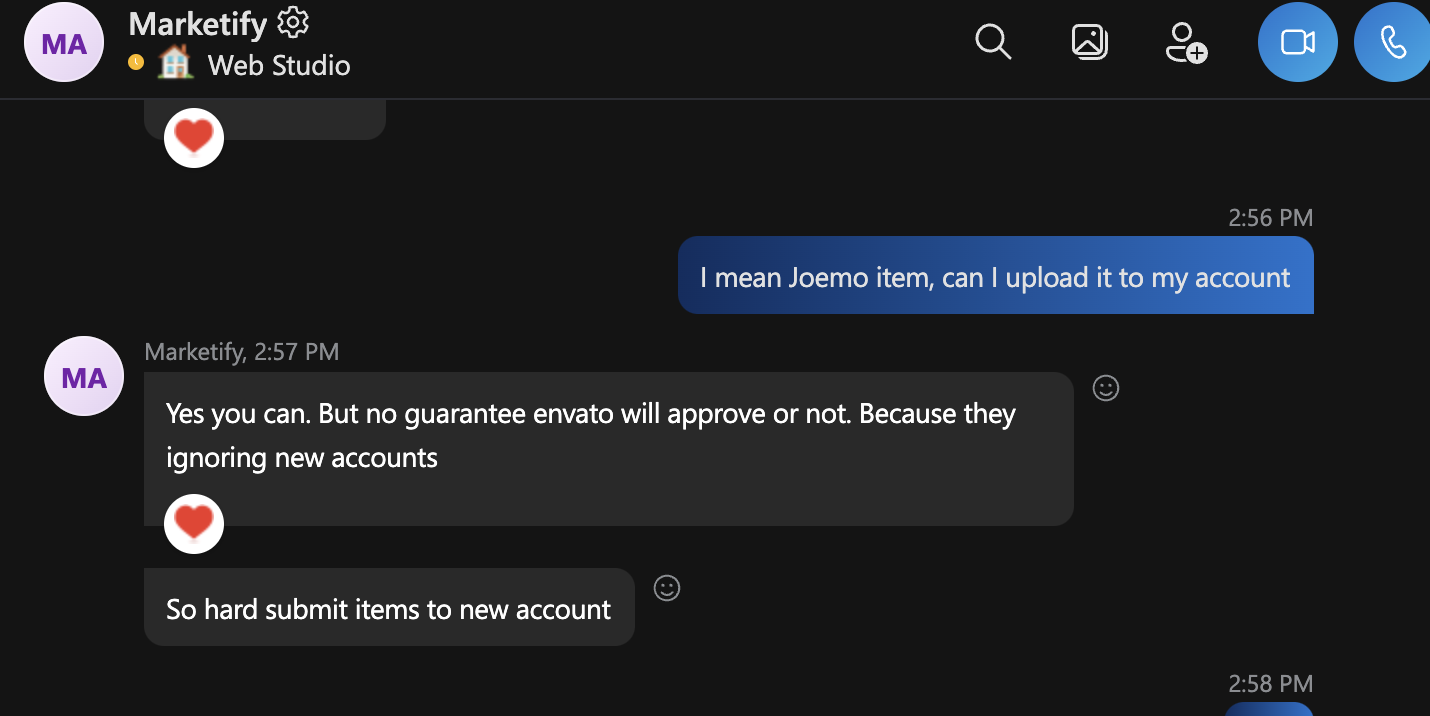 MA
Marketify
Web Studio
2:56 PM
I mean Joemo item, can I upload it to my account
Marketify, 2:57 PM
MA
Yes you can. But no guarantee envato will approve or not. Because they
ignoring new accounts
So hard submit items to new account
2:58 PM